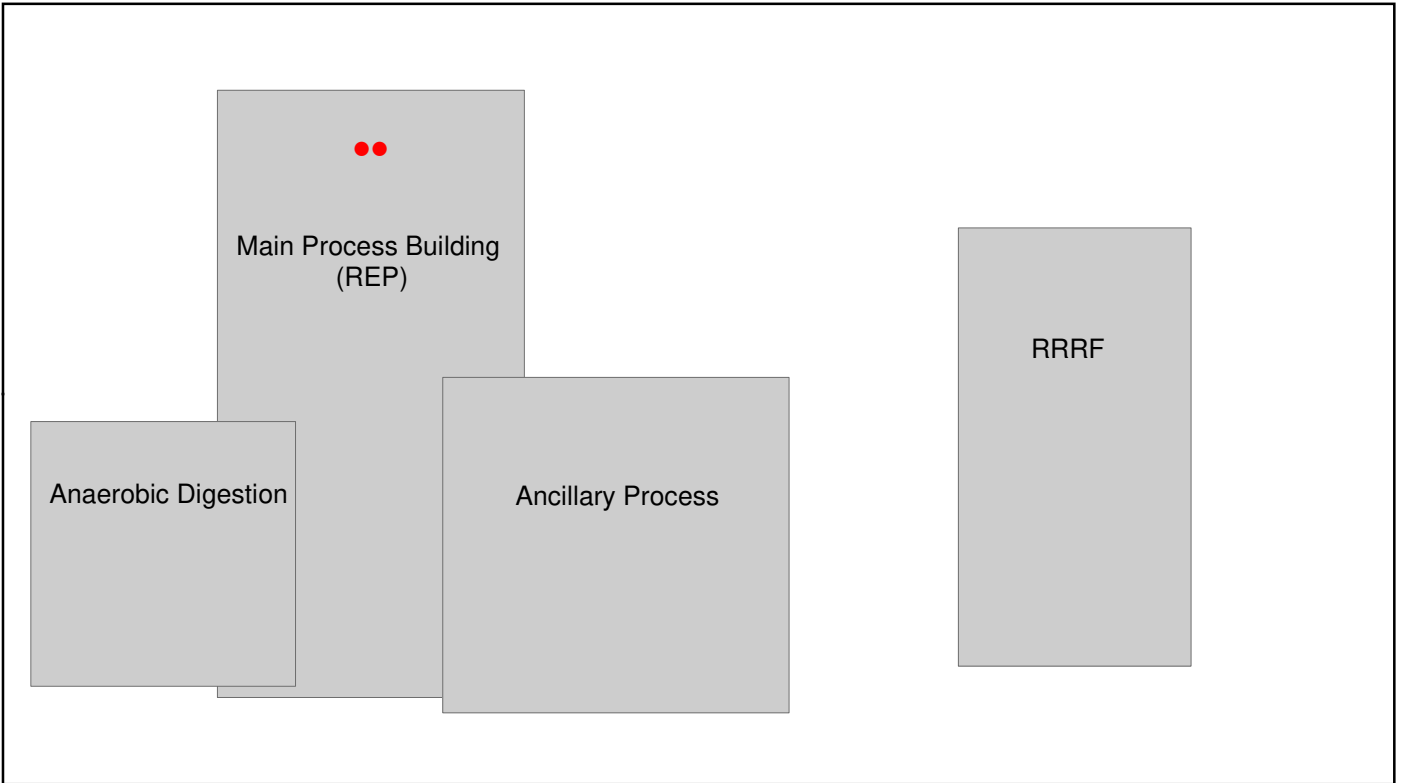 Main Process Building
(REP)
RRRF
Anaerobic Digestion
Ancillary Process